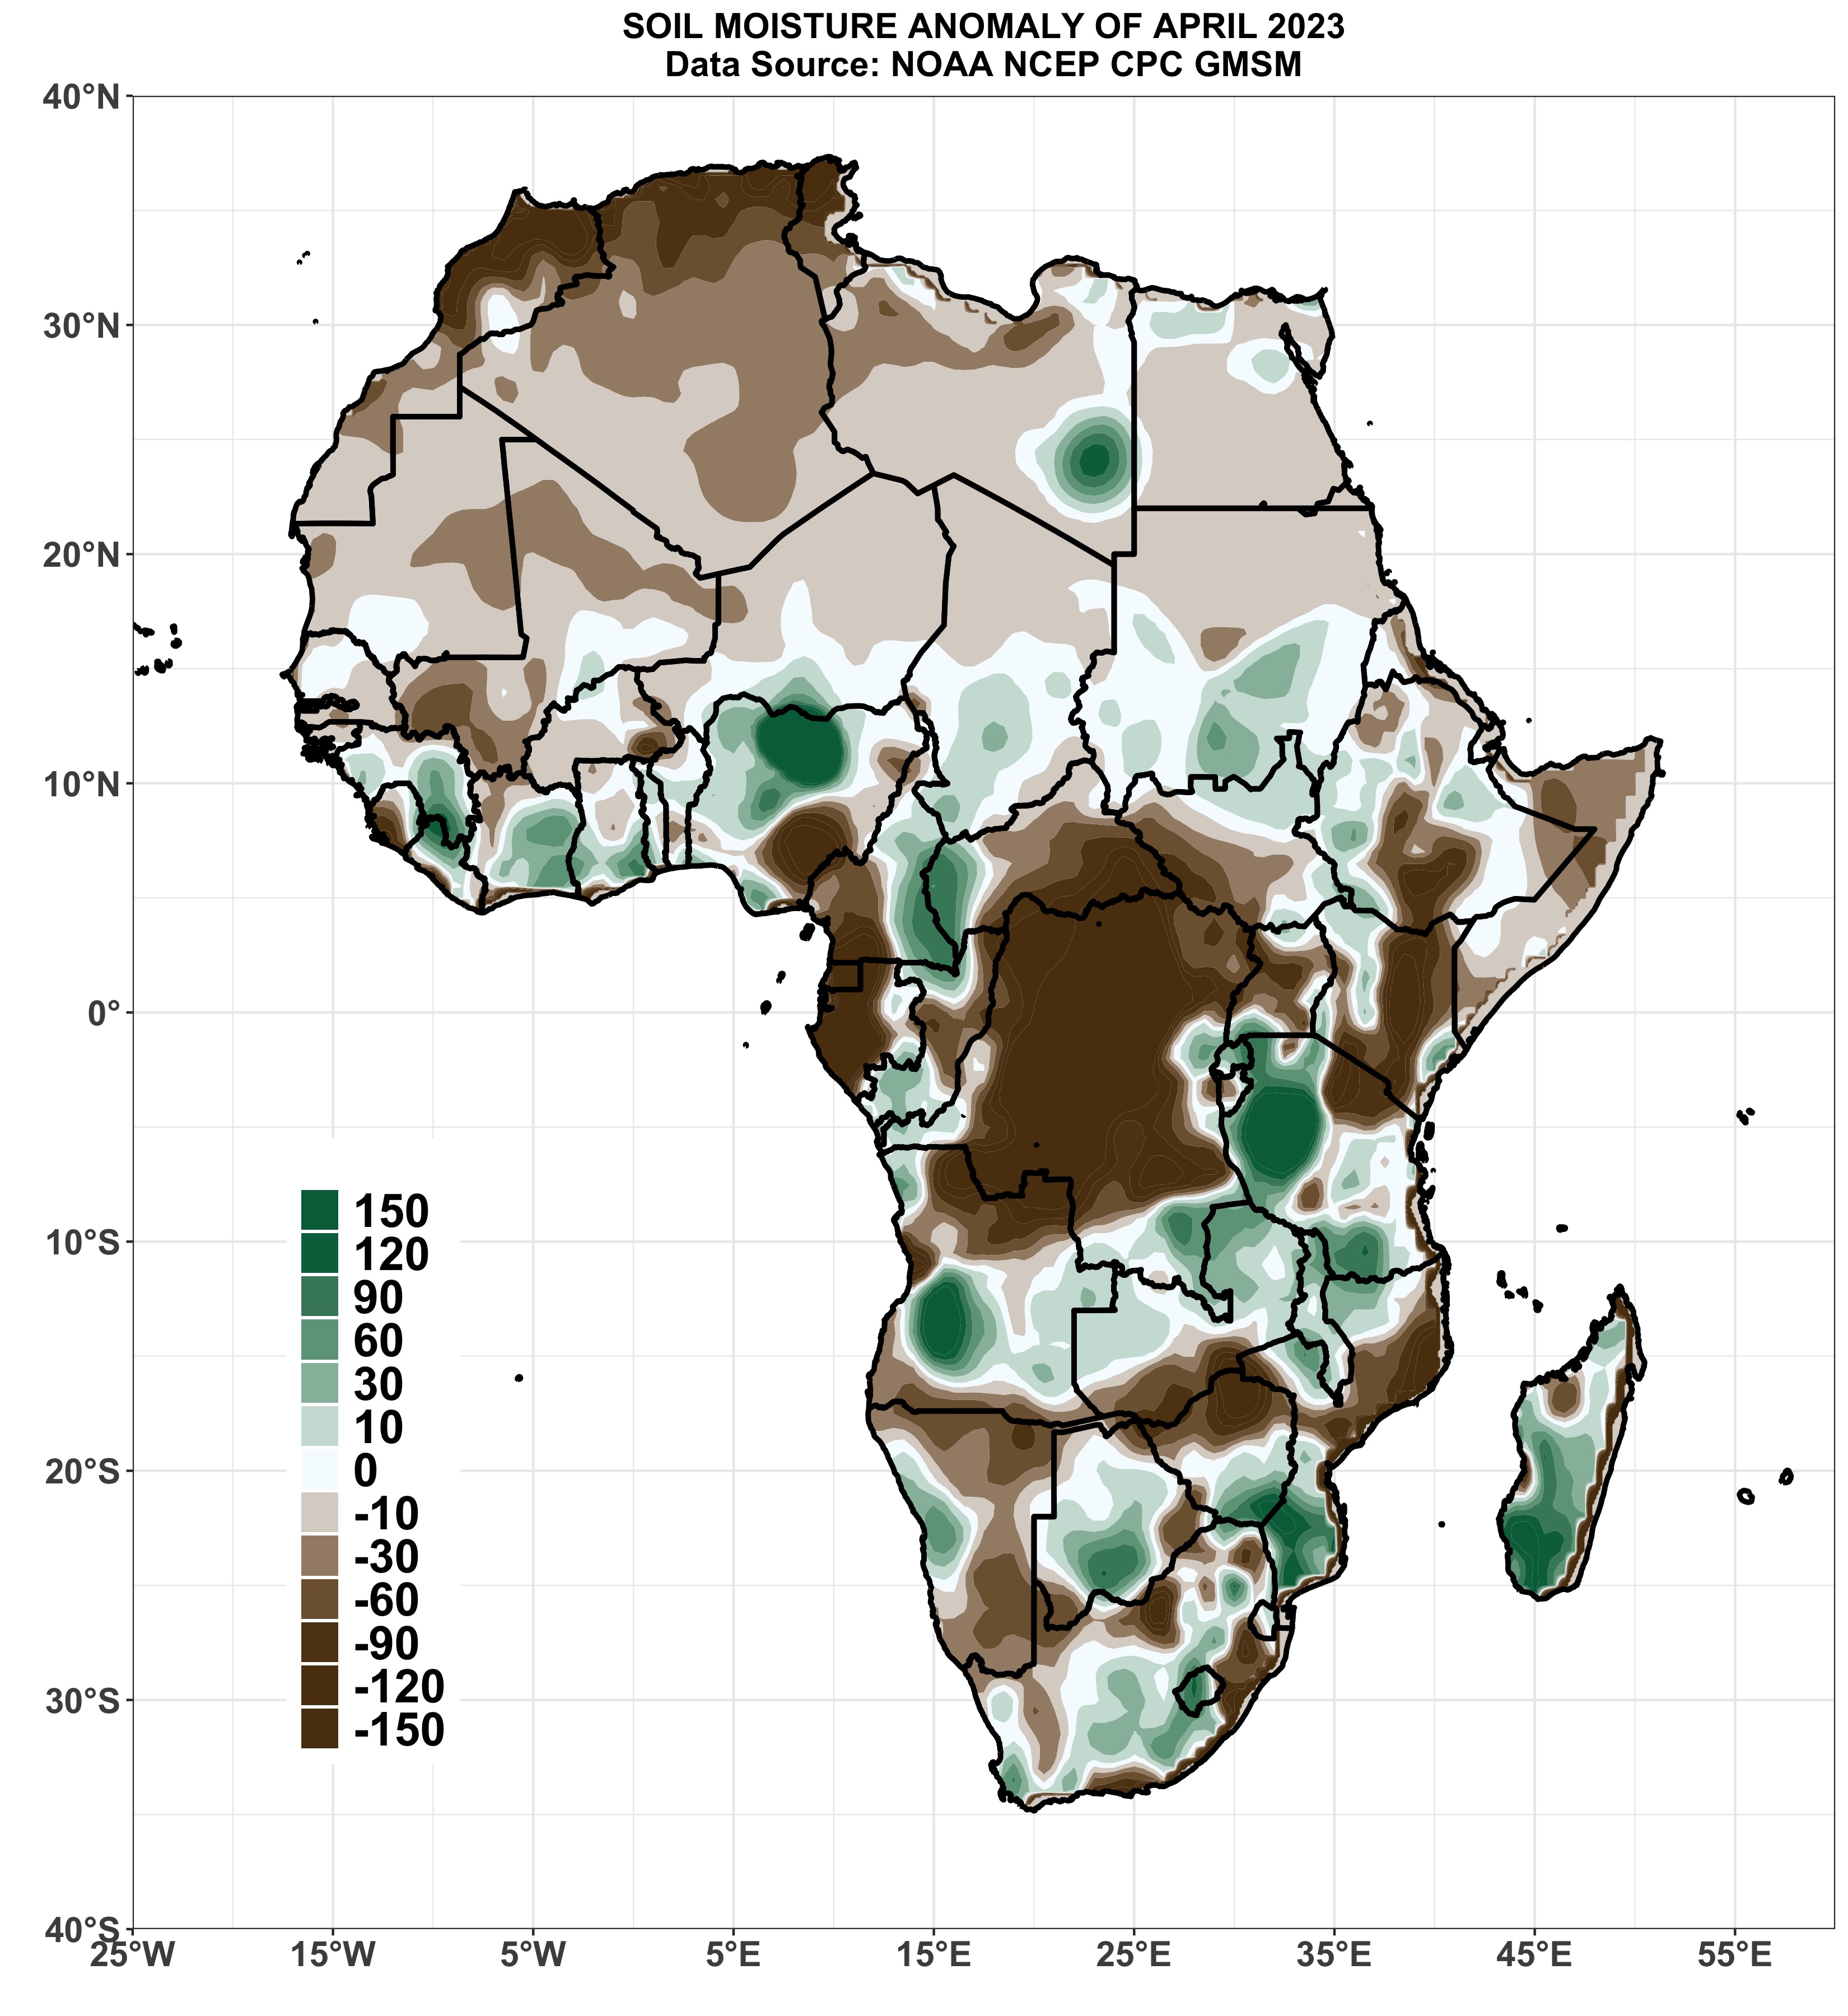 SOIL MOISTURE ANOMALY OF APRIL 2023
Data Source: NOAA NCEP CPC GMSM
40°N
30°N
20°N
10°N
0°
10°S
20°S
30°S
40°S
150
120
90
60
30
10
0
-10
-30
-60
-90
-120
-150
25°W 15°W 5°W 5°E 15°E 25°E 35°E 45°E 55°E